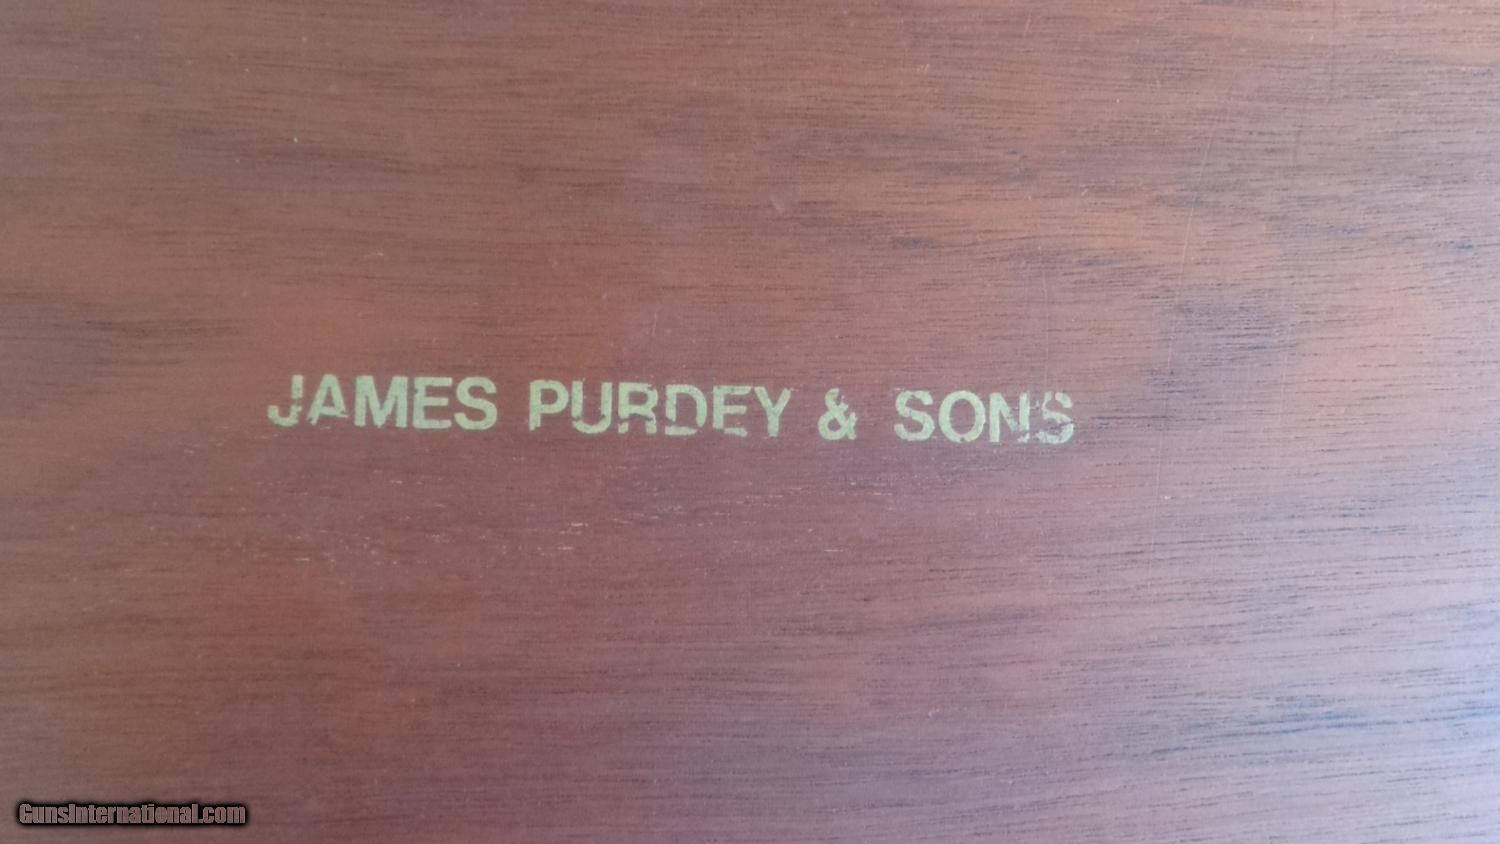 JAMES PURDEY & SONS
GunsInternational.com